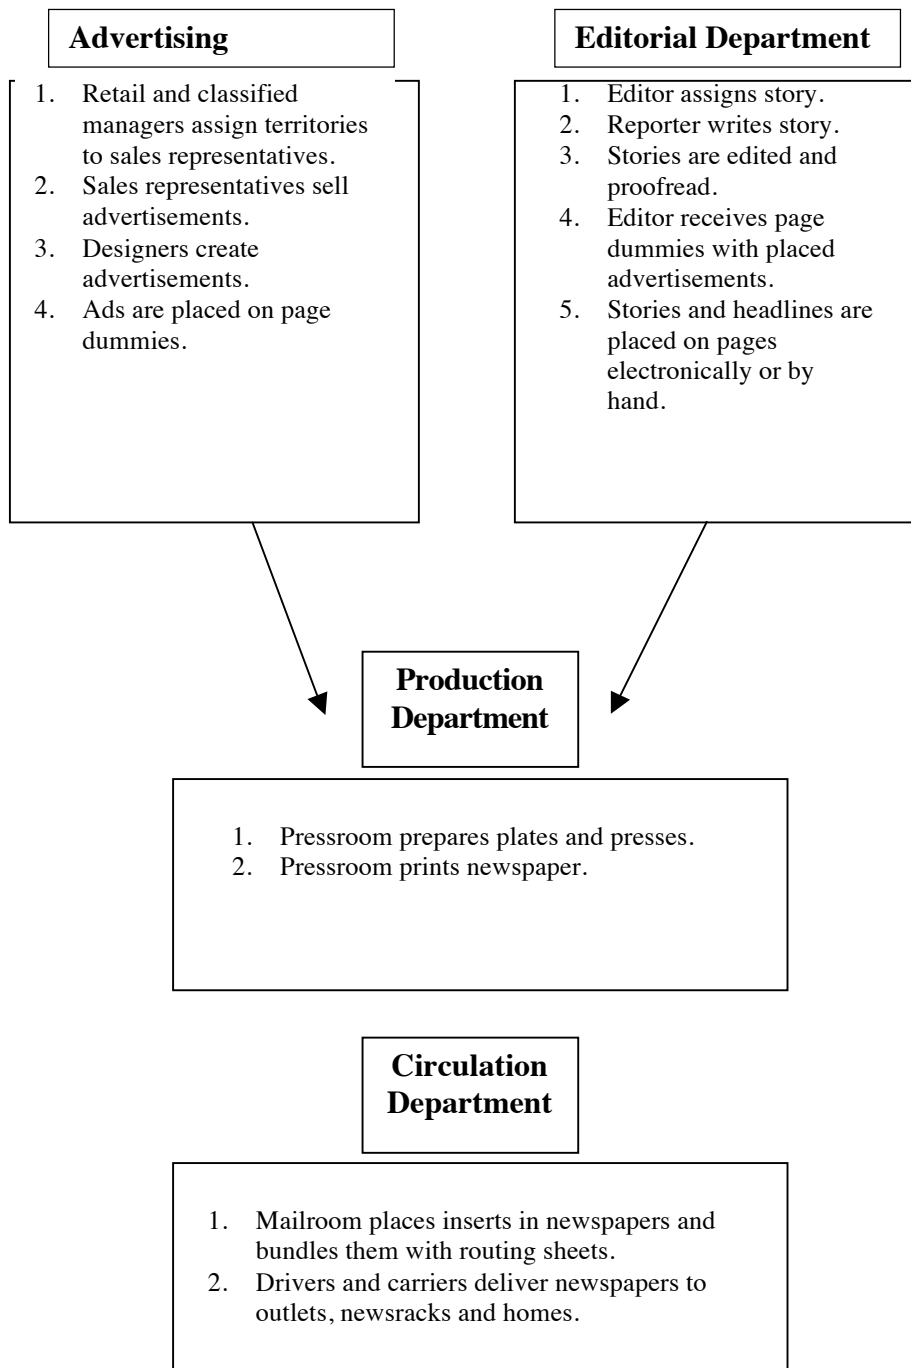 Advertising
1. Retail and classified
managers assign territories
to sales representatives.
2. Sales representatives sell
advertisements.
3. Designers create
advertisements.
4. Ads are placed on page
dummies.
Editorial Department
1. Editor assigns story.
2. Reporter writes story.
3. Stories are edited and
proofread.
4. Editor receives page
dummies with placed
advertisements.
5. Stories and headlines are
placed on pages
electronically or by
hand.
Production
Department
1. Pressroom prepares plates and presses.
2. Pressroom prints newspaper.
Circulation
Department
1. Mailroom places inserts in newspapers and
bundles them with routing sheets.
2. Drivers and carriers deliver newspapers to
outlets, newsracks and homes.